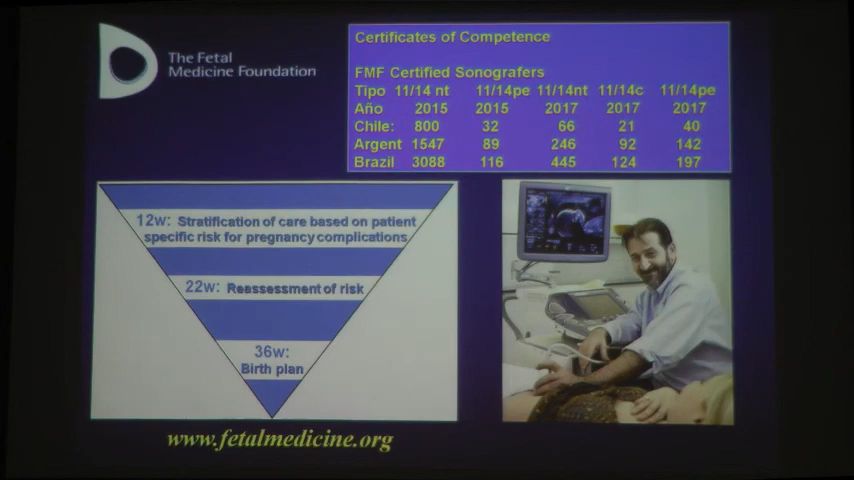 The Fetal
Medicine Foundation
Certificates of Competence
FMF Certified Sonografers
Tipo 11/14 nt 11/14pe 11/14nt 11/14c 11/14pe
Año 2015 2015 2017 2017 2017
Chile: 800 32 66 21 40
Argent 1547 89 246 92 142
Brazil 3088 116 445 124 197
12w: Stratification of care based on patient
specific risk for pregnancy complications
22w: Reassessment of risk
36w:
Birth plan
www.fetalmedicine.org